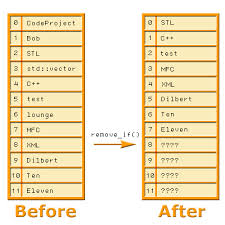 0 CodeProject
1 Bob
2 STL
3 std::vector
4 C++
5 test
6 lounge
7 MFC
8 XML
9 Dilbert
10 Ten
11 Eleven
Before
remove_if()
0 STL
1 C++
2 test
3 MFC
4 XML
5 Dilbert
6 Ten
7 Eleven
8 ????
9 ????
10 ????
11 ????
After